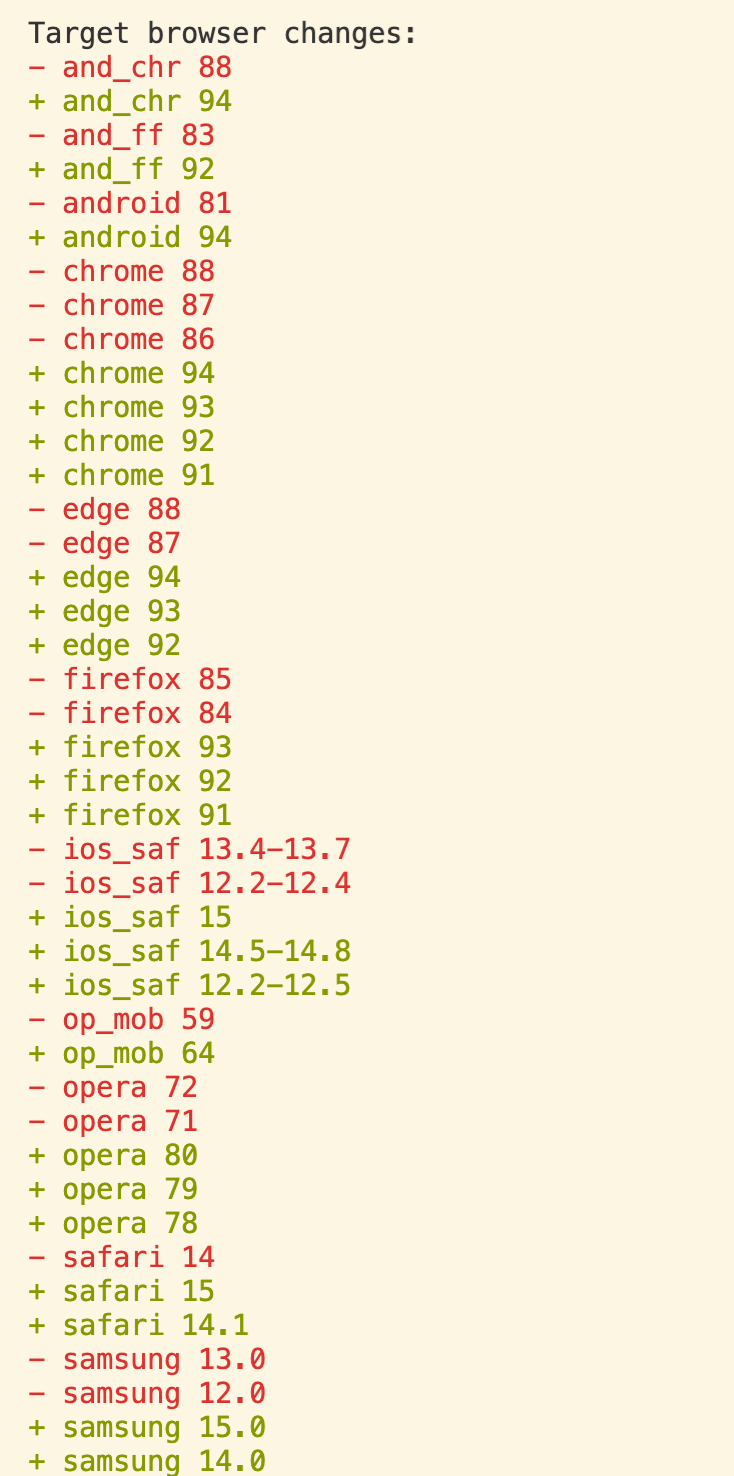 Target browser changes:
- and_chr 88
+ and_chr 94
- and_ff 83
+ and_ff 92
- android 81
+ android 94
- chrome 88
- chrome 87
- chrome 86
+ chrome 94
+ chrome 93
+ chrome 92
+ chrome 91
- edge 88
- edge 87
+ edge 94
+ edge 93
+ edge 92
- firefox 85
- firefox 84
+ firefox 93
+ firefox 92
+ firefox 91
- ios_saf 13.4-13.7
- ios_saf 12.2-12.4
+ ios_saf 15
+ ios_saf 14.5-14.8
+ ios_saf 12.2-12.5
- op_mob 59
+ op_mob 64
- opera 72
- opera 71
+ opera 80
+ opera 79
+ opera 78
- safari 14
+ safari 15
+ safari 14.1
- samsung 13.0
- samsung 12.0
+ samsung 15.0
+ samsung 14.0